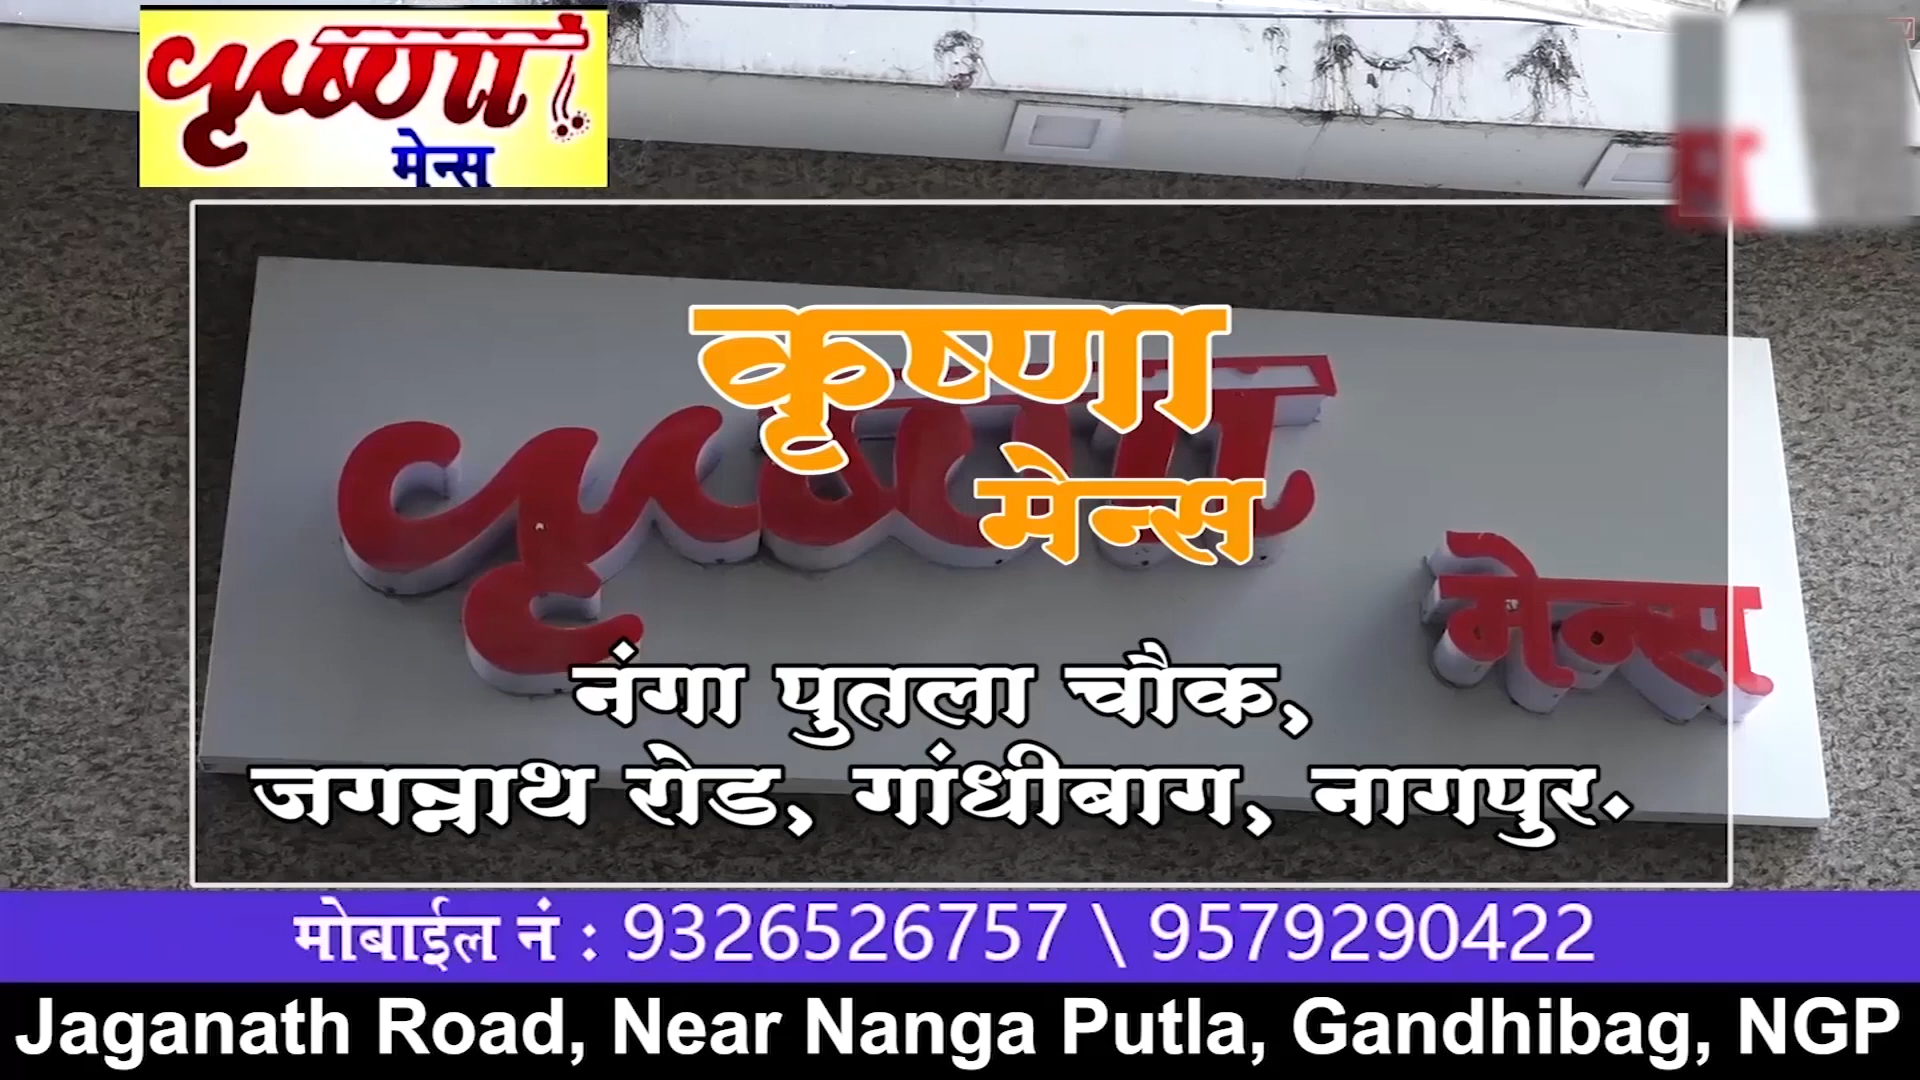 कृष्णा
मेन्स
कृष्णा
मेन्स
कृष्णा
मेन्स
नंगा पुतला चौक,
जगन्नाथ रोड, गांधीबाग, नागपुर.
मोबाईल नं : 9326526757 \ 9579290422
Jaganath Road, Near Nanga Putla, Gandhibag, NGP